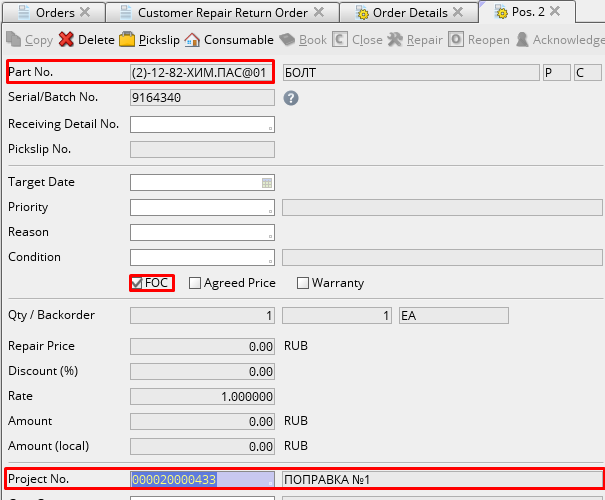 Orders Customer Repair Return Order Order Details Pos. 2
Copy Delete Pickslip Consumable Book Close Repair Reopen Acknowledge
Part No. (2)-12-82-ХИМ.ПАС@01 БОЛТ P C
Serial/Batch No. 9164340
Receiving Detail No.
Pickslip No.
Target Date
Priority
Reason
Condition
FOC Agreed Price Warranty
Qty / Backorder 1 1 EA
Repair Price 0.00 RUB
Discount (%) 0.00
Rate 1.000000
Amount 0.00 RUB
Amount (local) 0.00 RUB
Project No. 000020000433 ПОПРАВКА №1